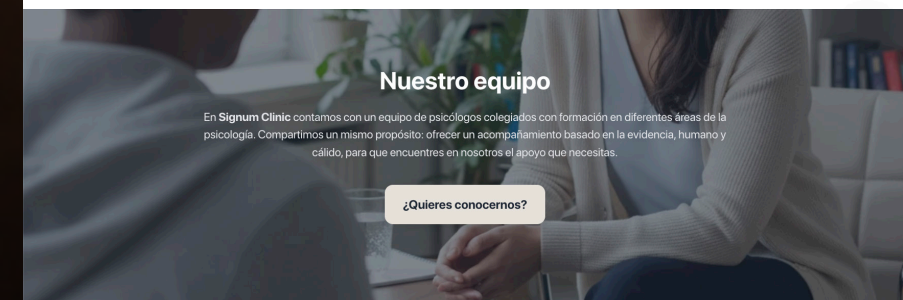 Nuestro equipo
En Signum Clinic contamos con un equipo de psicólogos colegiados con formación en diferentes áreas de la
psicología. Compartimos un mismo propósito: ofrecer un acompañamiento basado en la evidencia, humano y
cálido, para que encuentres en nosotros el apoyo que necesitas.
¿Quieres conocernos?